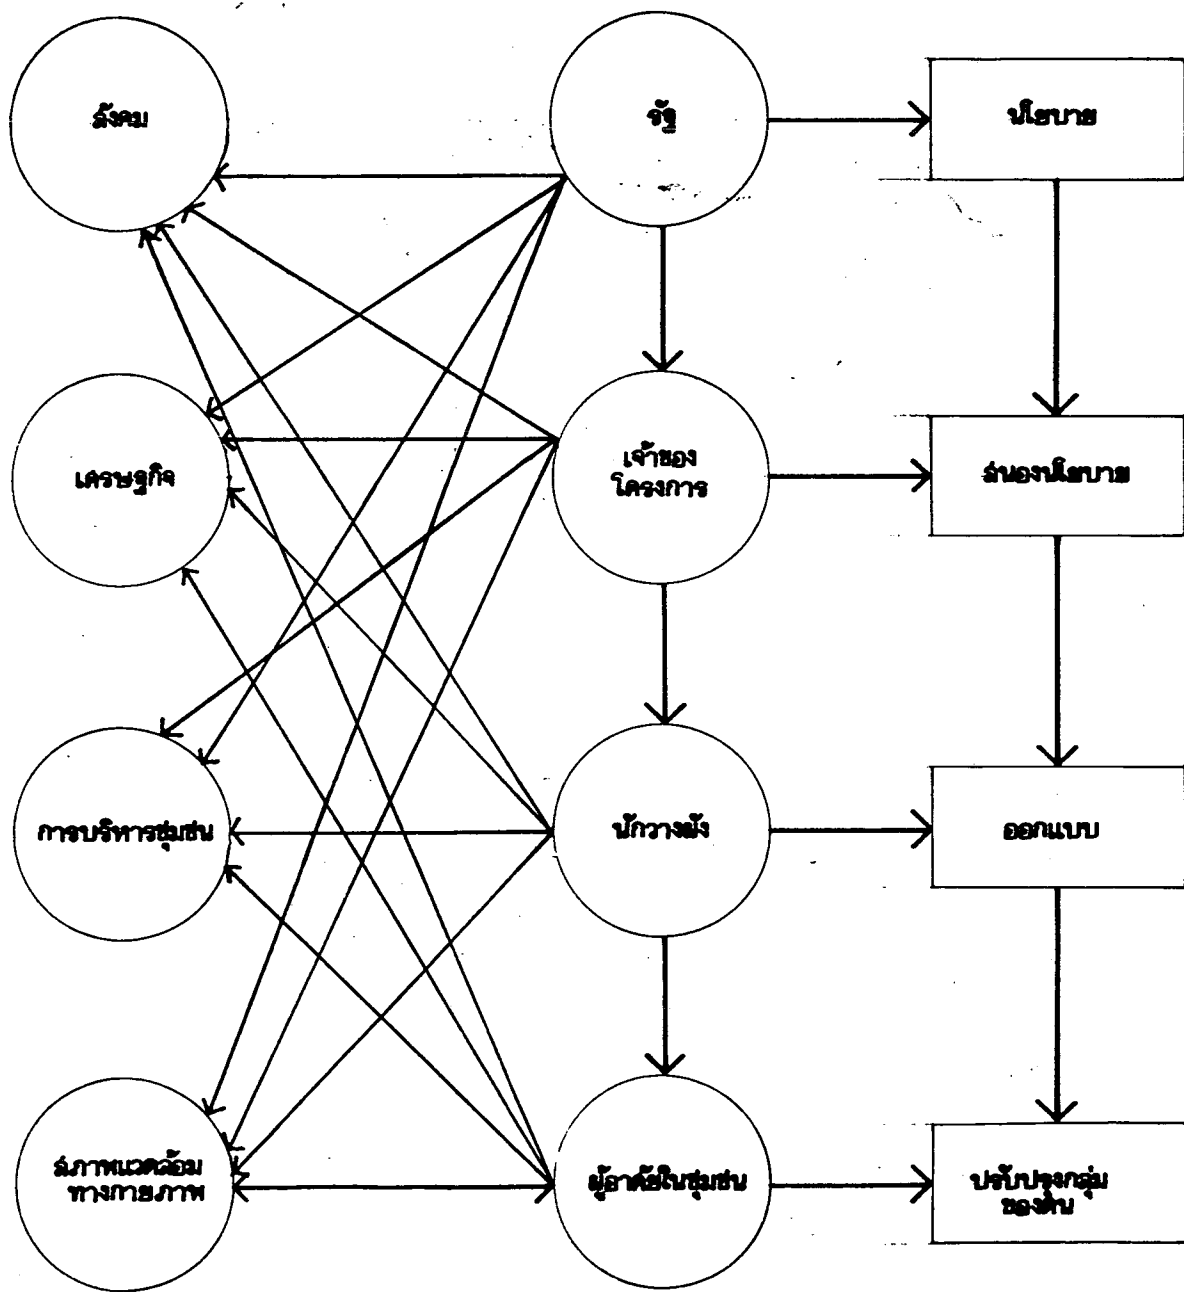 สังคม
รัฐ
นโยบาย
เศรษฐกิจ
เจ้าของ
โครงการ
สนองนโยบาย
การบริหารชุมชน
นักวางผัง
ออกแบบ
สภาพแวดล้อม
ทางกายภาพ
ผู้อาศัยในชุมชน
ปรับปรุงกลุ่ม
ของตน